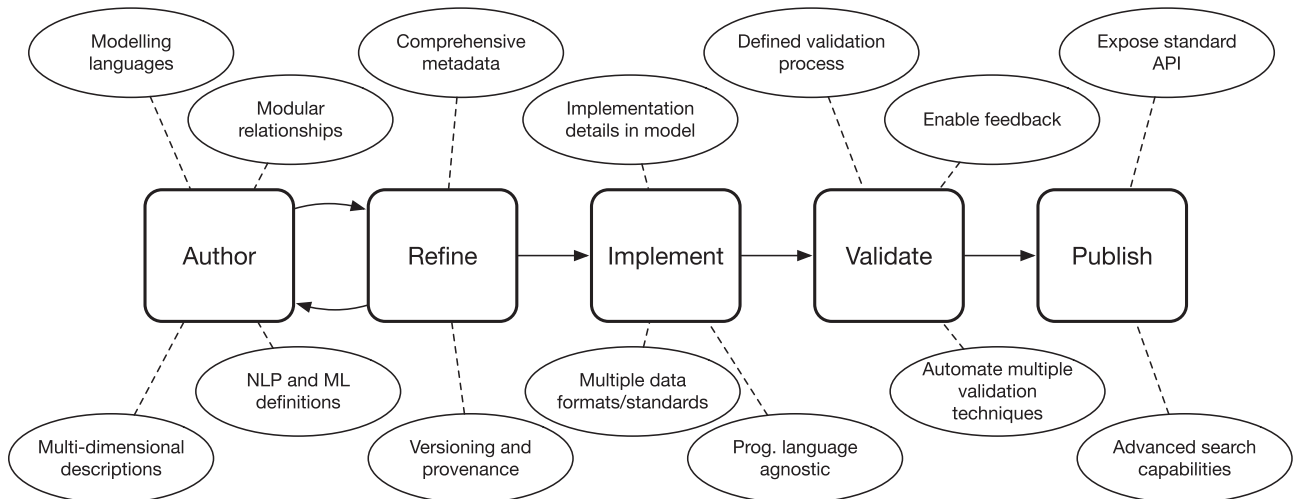 Modelling
languages
Modular
relationships
Comprehensive
metadata
Implementation
details in model
Defined validation
process
Enable feedback
Expose standard
API
Author
Refine
Implement
Validate
Publish
Multi-dimensional
descriptions
NLP and ML
definitions
Versioning and
provenance
Multiple data
formats/standards
Prog. language
agnostic
Automate multiple
validation
techniques
Advanced search
capabilities